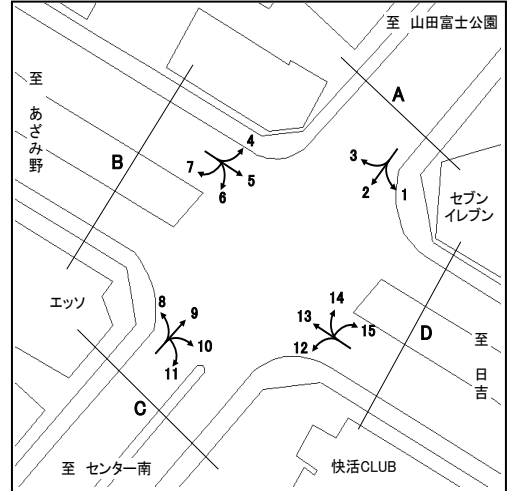 至 山田富士公園
A
至 あざみ野
B
4
7
5
6
3
2
1
セブン
イレブン
エッソ
8
9
10
11
14
13
15
12
D
至 日吉
C
至 センター南
快活CLUB